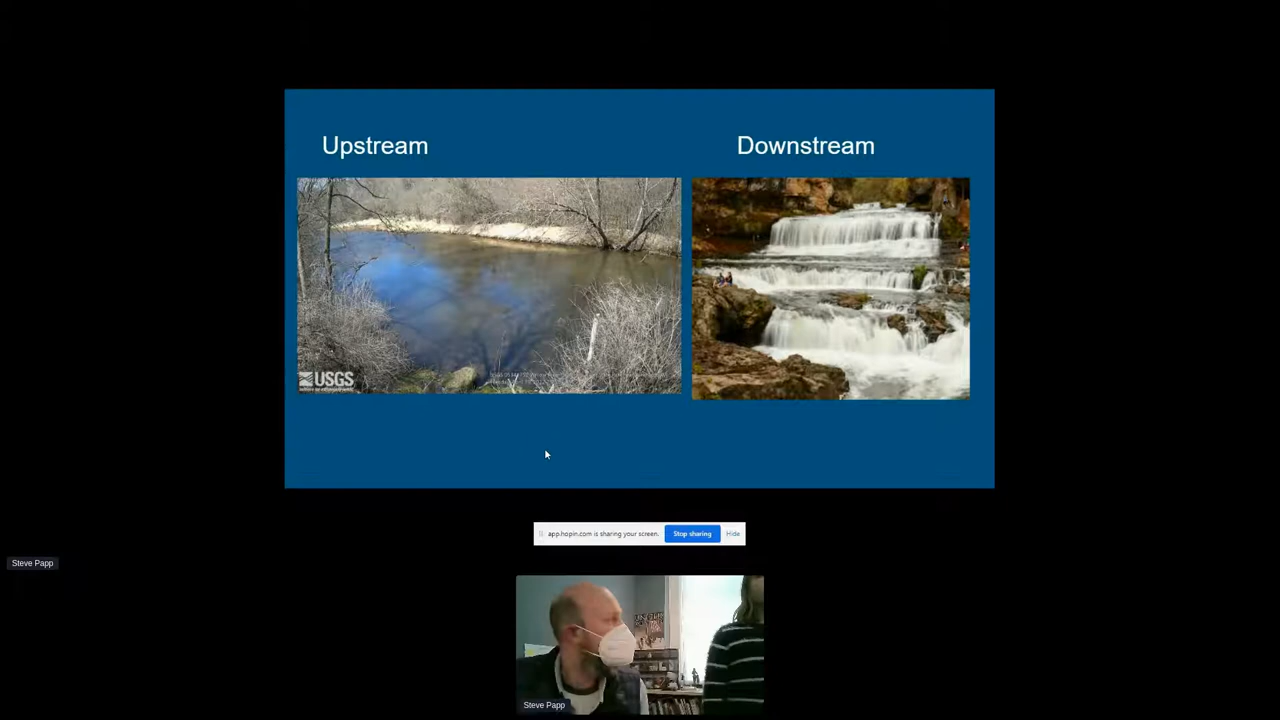 Upstream
Downstream
USGS
app.hopin.com is sharing your screen.
Stop sharing
Hide
Steve Papp
Steve Papp